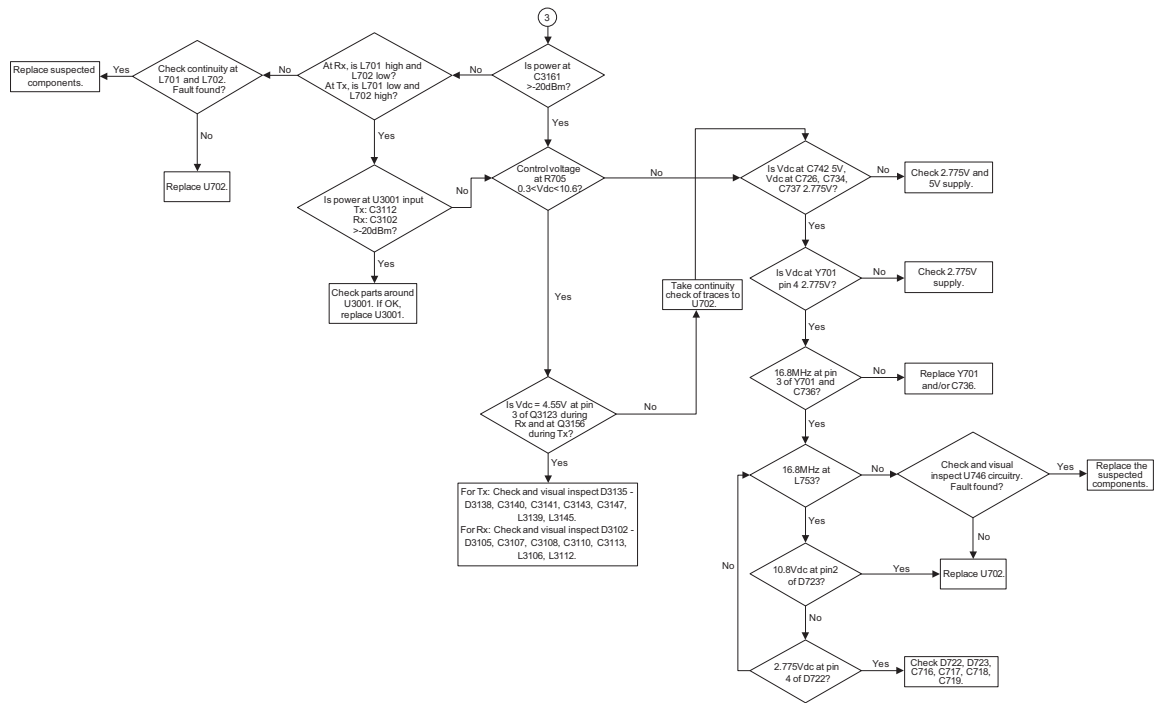 3
Is power at
C3161
>-20dBm?
No
Yes
At Rx, is L701 high and
L702 low?
At Tx, is L701 low and
L702 high?
No
Yes
Check continuity at
L701 and L702.
Fault found?
Yes
No
Replace suspected
components.
Replace U702.
Is power at U3001 input
Tx: C3112
Rx: C3102
>-20dBm?
No
Yes
Check parts around
U3001. If OK,
replace U3001.
Control voltage
at R705
0.3<Vdc<10.6?
No
Yes
Is Vdc = 4.55V at pin
3 of Q3123 during
Rx and at Q3156
during Tx?
No
Yes
For Tx: Check and visual inspect D3135 -
D3138, C3140, C3141, C3143, C3147,
L3139, L3145.
For Rx: Check and visual inspect D3102 -
D3105, C3107, C3108, C3110, C3113,
L3106, L3112.
Take continuity
check of traces to
U702.
Is Vdc at C742 5V,
Vdc at C726, C734,
C737 2.775V?
No
Yes
Check 2.775V and
5V supply.
Is Vdc at Y701
pin 4 2.775V?
No
Yes
Check 2.775V
supply.
16.8MHz at pin
3 of Y701 and
C736?
No
Yes
Replace Y701
and/or C736.
16.8MHz at
L753?
No
Yes
Check and visual
inspect U746 circuitry.
Fault found?
Yes
No
Replace the
suspected
components.
10.8Vdc at pin2
of D723?
Yes
No
Replace U702.
2.775Vdc at pin
4 of D722?
Yes
No
Check D722, D723,
C716, C717, C718,
C719.